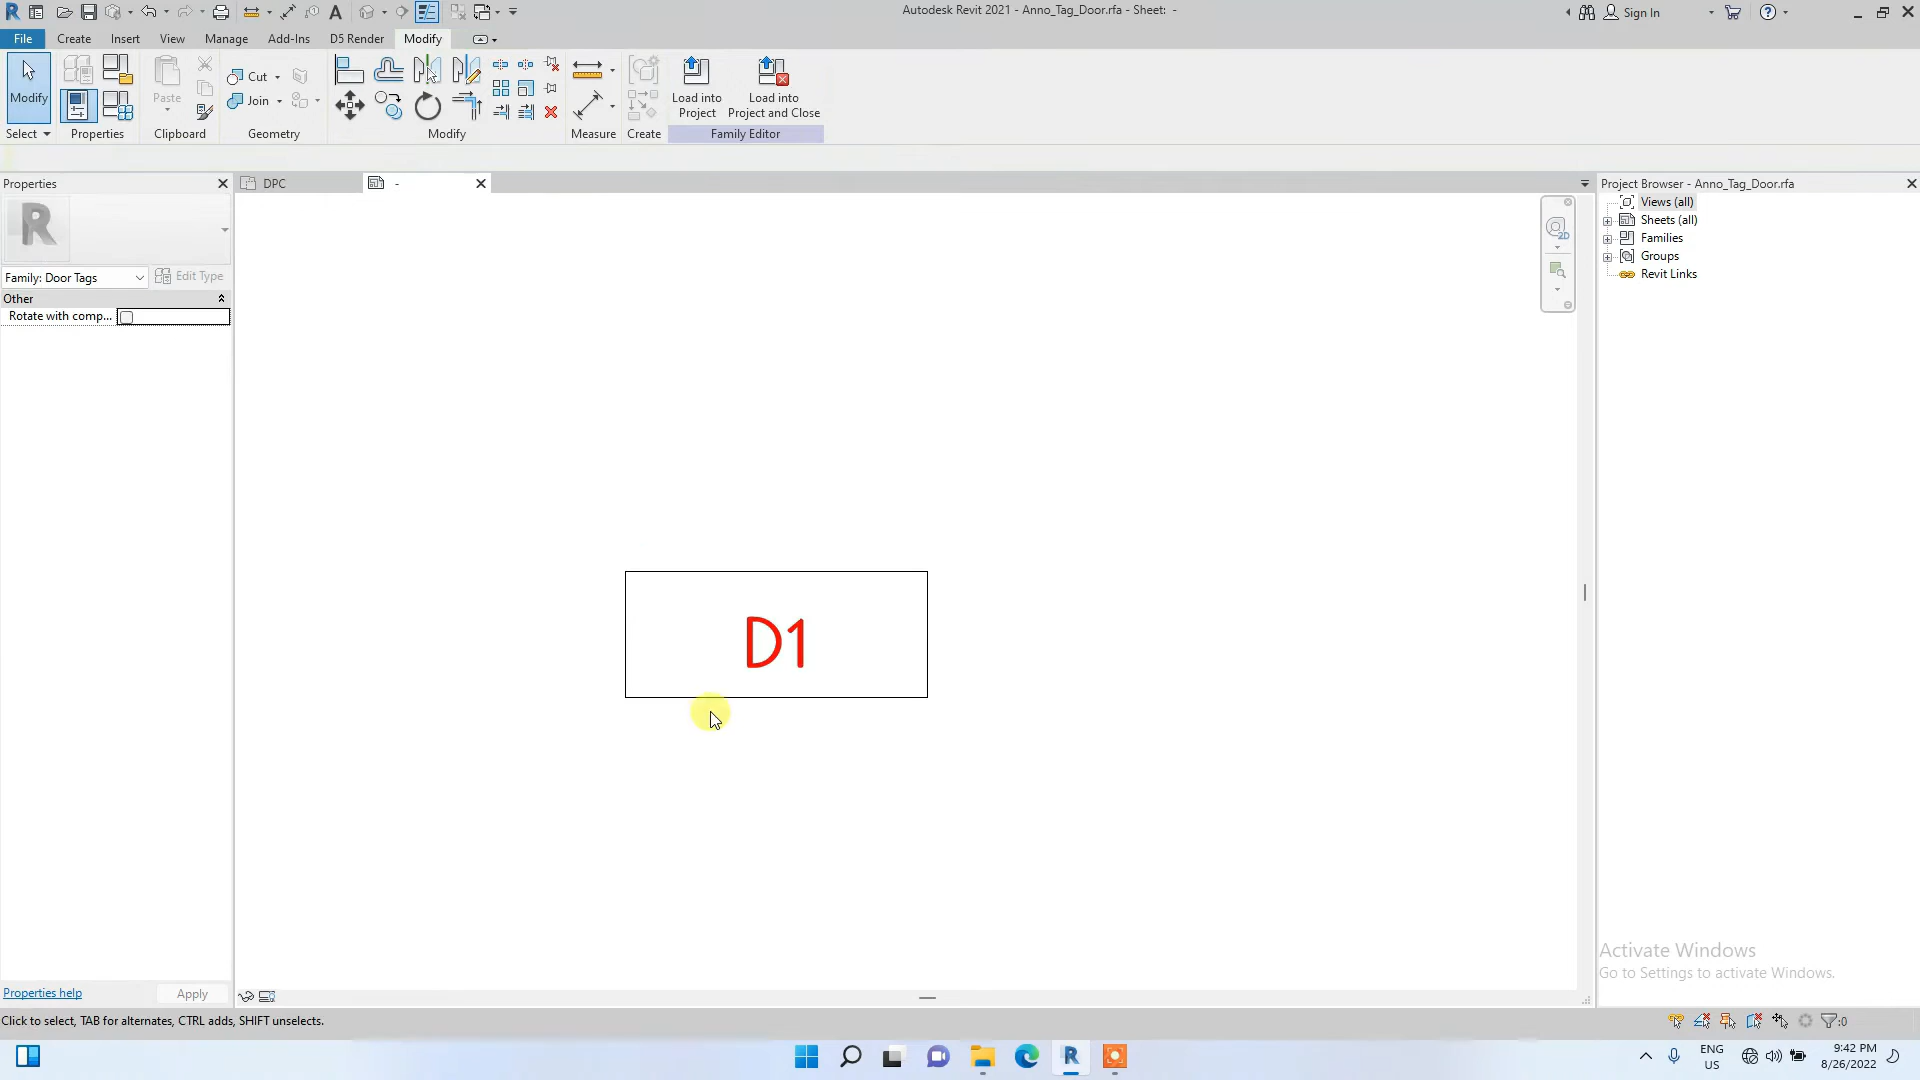 Autodesk Revit 2021 - Anno_Tag_Door.rfa - Sheet: -
Sign In
File Create Insert View Manage Add-Ins D5 Render Modify
Modify
Paste
Cut
Join
Load into Project
Load into Project and Close
Select Properties Clipboard Geometry Modify Measure Create Family Editor
Properties
DPC
-
Project Browser - Anno_Tag_Door.rfa
Views (all)
Sheets (all)
Families
Groups
Revit Links
2D
R
Family: Door Tags
Edit Type
Other
Rotate with comp...
D1
Activate Windows
Go to Settings to activate Windows.
Properties help
Apply
Click to select, TAB for alternates, CTRL adds, SHIFT unselects.
:0
ENG
US
9:42 PM
8/26/2022